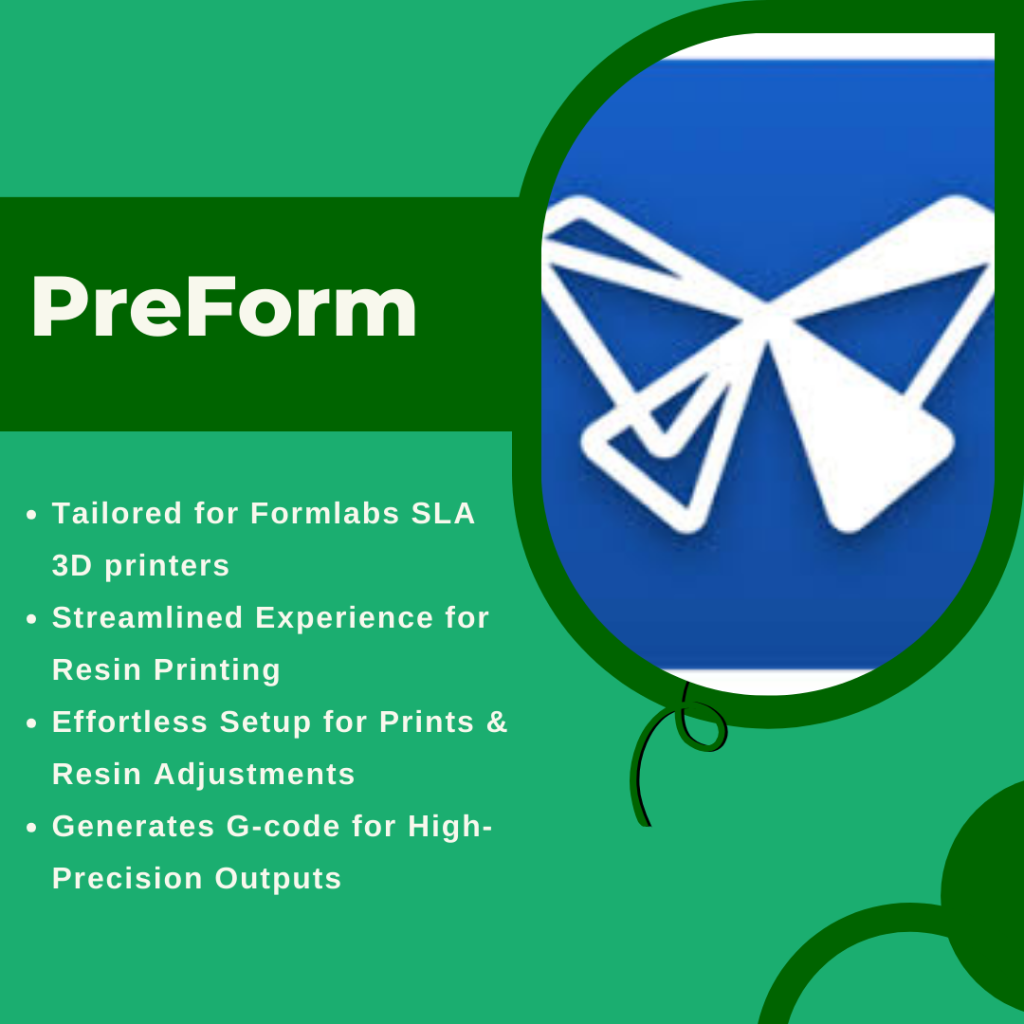 PreForm
• Tailored for Formlabs SLA
3D printers
• Streamlined Experience for
Resin Printing
• Effortless Setup for Prints &
Resin Adjustments
• Generates G-code for High-
Precision Outputs